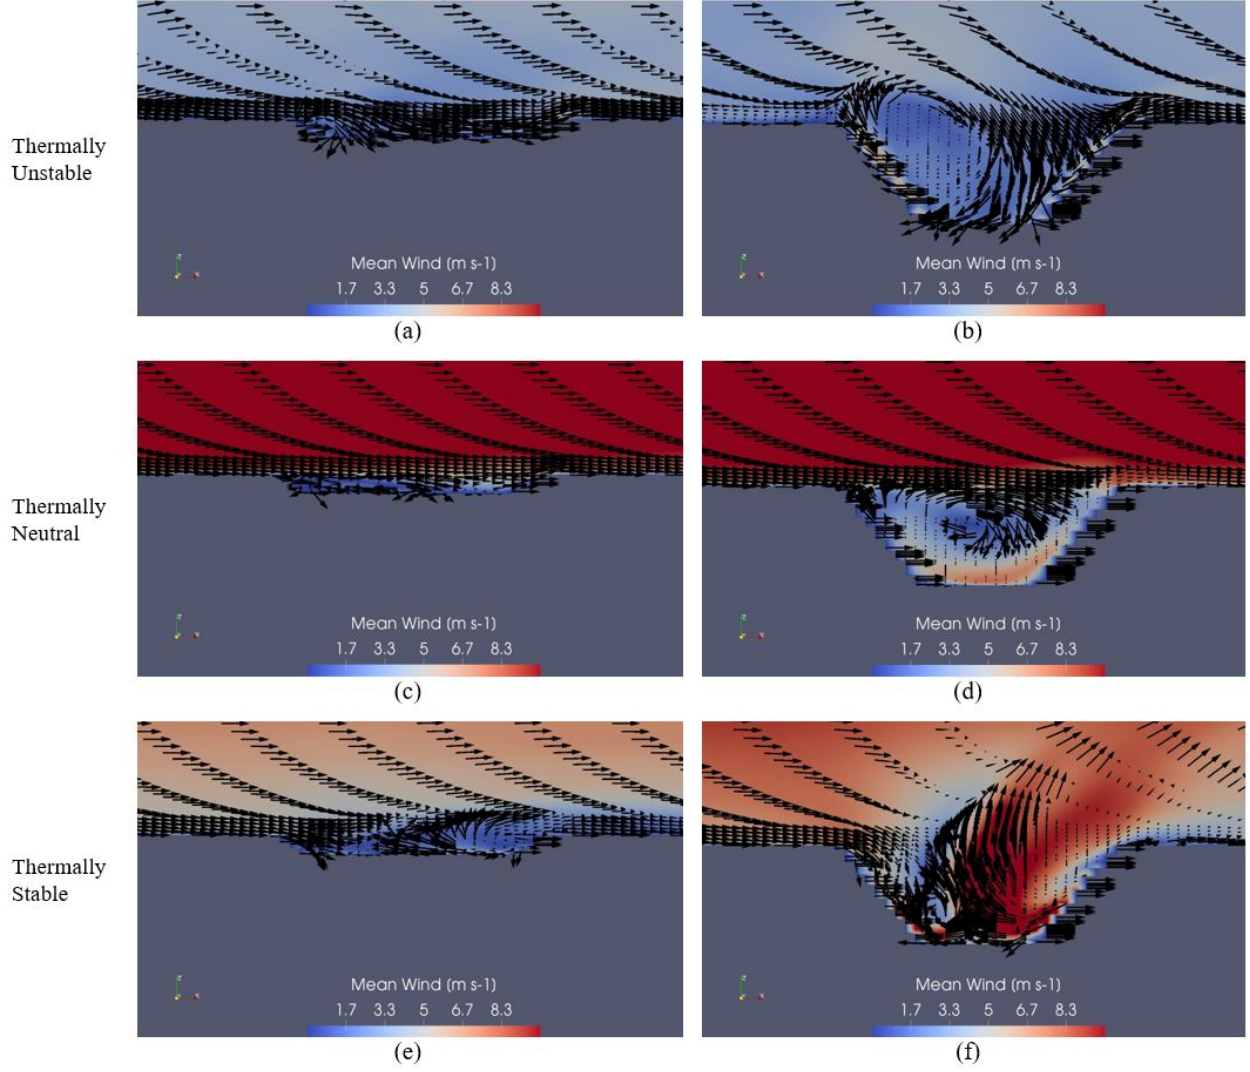 Thermally
Unstable
Mean Wind (m s-1)
1.7 3.3 5 6.7 8.3
(a)
Mean Wind (m s-1)
1.7 3.3 5 6.7 8.3
(b)
Thermally
Neutral
Mean Wind (m s-1)
1.7 3.3 5 6.7 8.3
(c)
Mean Wind (m s-1)
1.7 3.3 5 6.7 8.3
(d)
Thermally
Stable
Mean Wind (m s-1)
1.7 3.3 5 6.7 8.3
(e)
Mean Wind (m s-1)
1.7 3.3 5 6.7 8.3
(f)